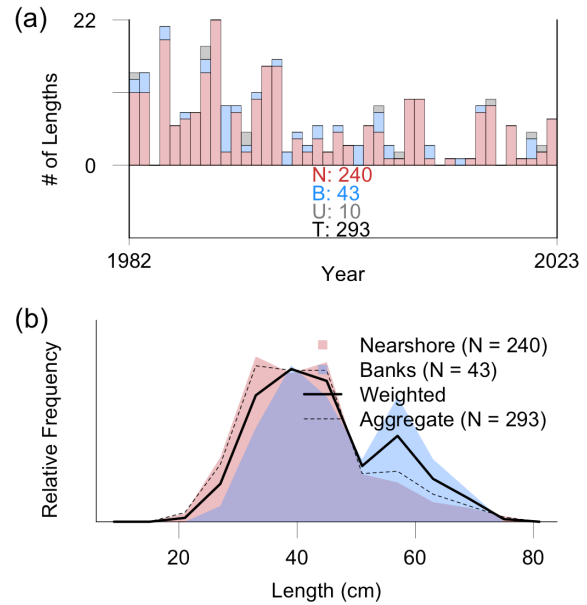 (a)
22
# of Lengths
0
N: 240
B: 43
U: 10
T: 293
1982
Year
2023
(b)
Nearshore (N = 240)
Banks (N = 43)
Weighted
Aggregate (N = 293)
Relative Frequency
20
40
60
80
Length (cm)